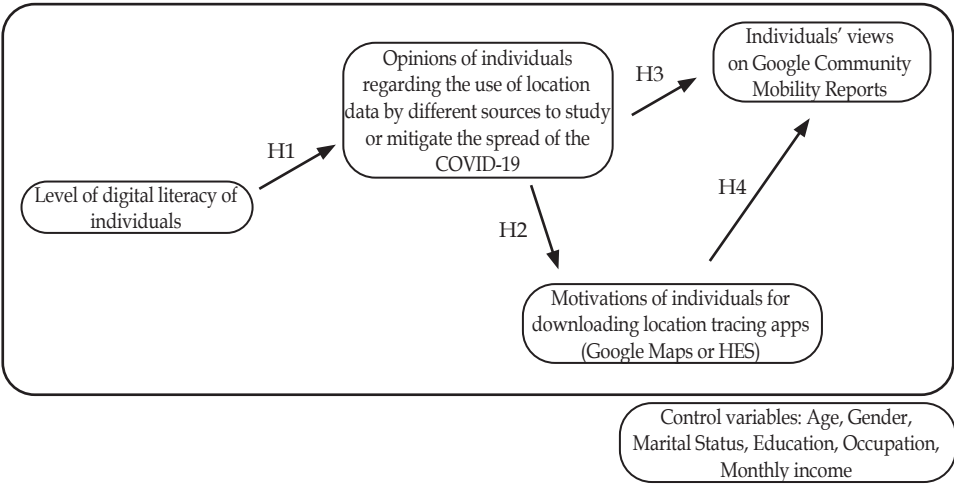 Level of digital literacy of
individuals
H1
Opinions of individuals
regarding the use of location
data by different sources to study
or mitigate the spread of the
COVID-19
H2
H3
Motivations of individuals for
downloading location tracing apps
(Google Maps or HES)
H4
Individuals’ views
on Google Community
Mobility Reports
Control variables: Age, Gender,
Marital Status, Education, Occupation,
Monthly income